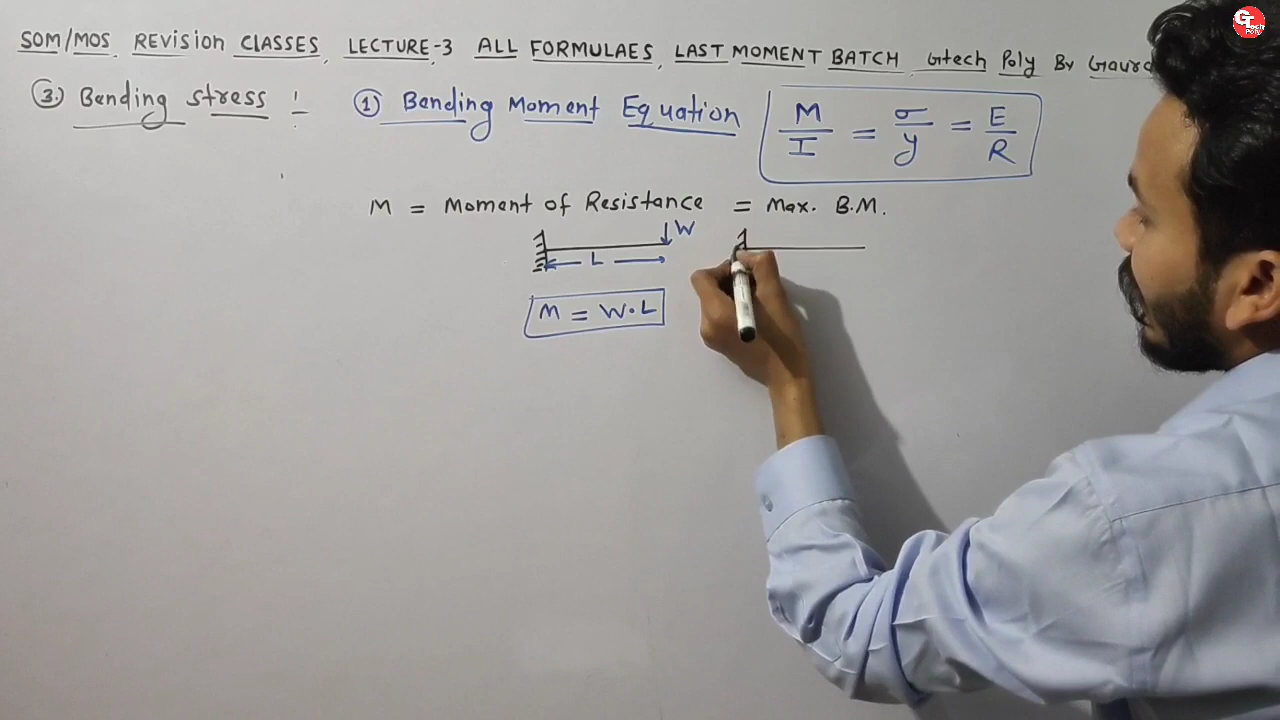 SOM/MOS REVISION CLASSES, LECTURE-3 ALL FORMULAES, LAST MOMENT BATCH Gtech Poly By
③ Bending stress :- ① Bending Moment Equation M/I = σ/y = E/R
M = Moment of Resistance = Max. B.M.
W
L
M = W·L